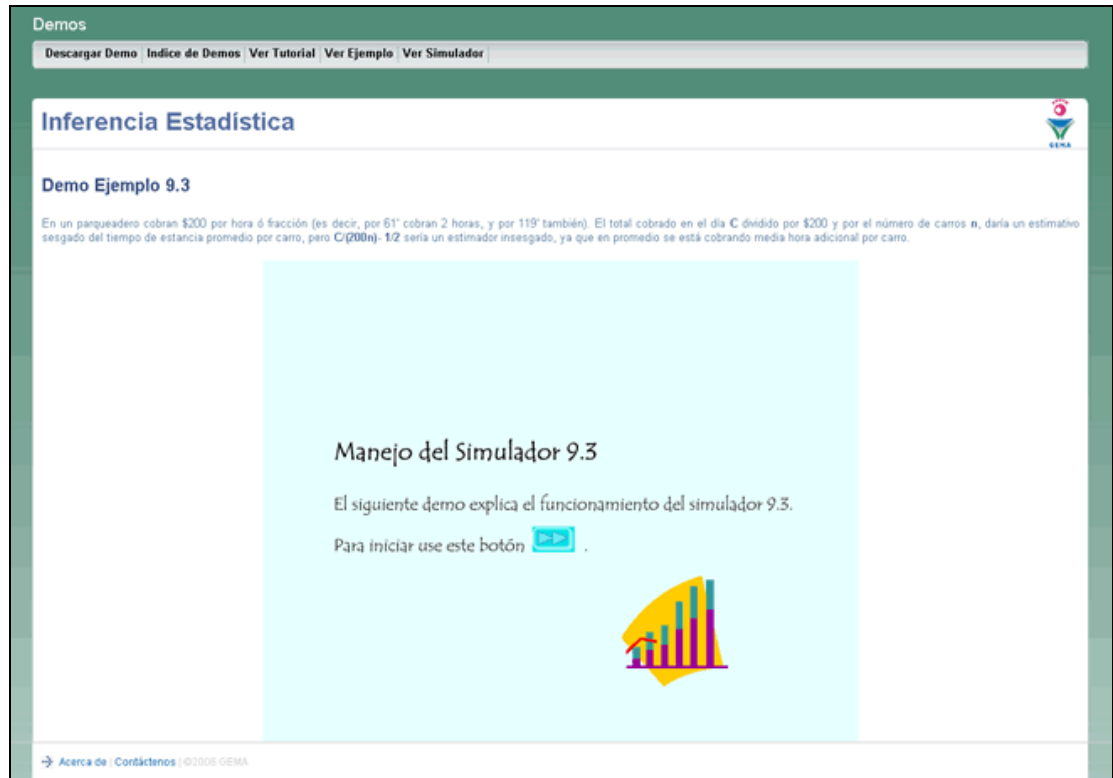 Demos
Descargar Demo Indice de Demos Ver Tutorial Ver Ejemplo Ver Simulador
Inferencia Estadística
GEMA
Demo Ejemplo 9.3
En un parqueadero cobran $200 por hora ó fracción (es decir, por 61' cobran 2 horas, y por 119' también). El total cobrado en el día C dividido por $200 y por el número de carros n, daría un estimativo
sesgado del tiempo de estancia promedio por carro, pero C/(200n)- 1/2 sería un estimador insesgado, ya que en promedio se está cobrando media hora adicional por carro.
Manejo del Simulador 9.3
El siguiente demo explica el funcionamiento del simulador 9.3.
Para iniciar use este botón .
Acerca de | Contáctenos | ©2006 GEMA